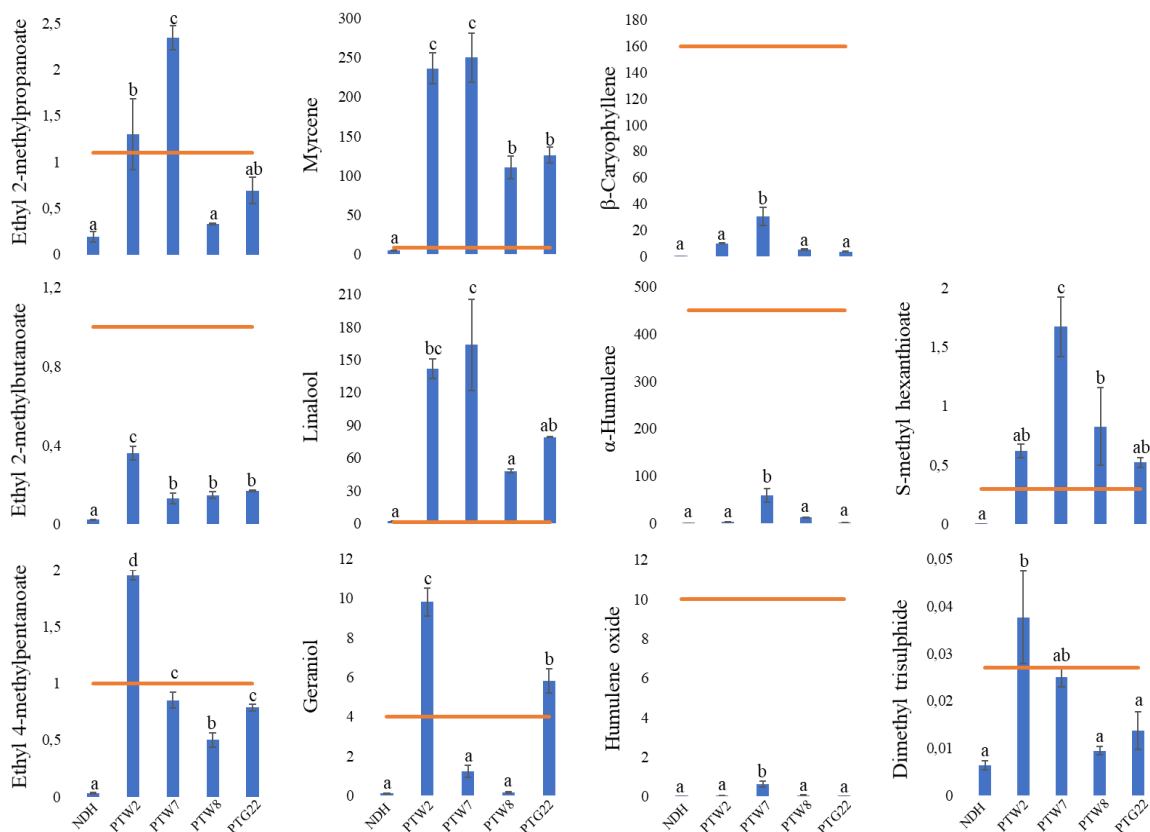 Ethyl 2-methylpropanoate
2,5
2
1,5
1
0,5
0
a
b
c
a
ab
Myrcene
300
250
200
150
100
50
0
a
c
c
b
b
β-Caryophyllene
180
160
140
120
100
80
60
40
20
0
a
a
b
a
a
Ethyl 2-methylbutanoate
1,2
0,8
0,4
0
a
c
b
b
b
Linalool
210
180
150
120
90
60
30
0
a
bc
c
a
ab
α-Humulene
500
400
300
200
100
0
a
a
b
a
a
S-methyl hexanthioate
2
1,5
1
0,5
0
a
ab
c
b
ab
Ethyl 4-methylpentanoate
2
1,5
1
0,5
0
a
d
c
b
c
NDH
PTW2
PTW7
PTW8
PTG22
Geraniol
12
10
8
6
4
2
0
a
c
a
a
b
NDH
PTW2
PTW7
PTW8
PTG22
Humulene oxide
12
10
8
6
4
2
0
a
a
b
a
a
NDH
PTW2
PTW7
PTW8
PTG22
Dimethyl trisulphide
0,05
0,04
0,03
0,02
0,01
0
a
b
ab
a
a
NDH
PTW2
PTW7
PTW8
PTG22